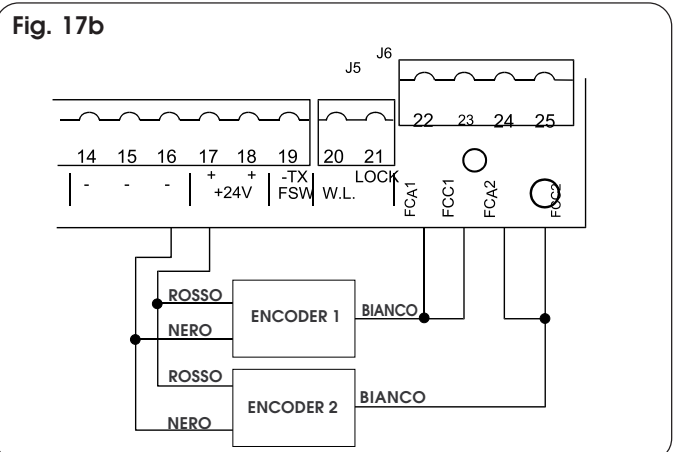 Fig. 17b
J5 J6
22 23 24 25
14 15 16 17 18 19 20 21
- - - + + -TX LOCK
+24V FSW W.L.
FCA1 FCC1 FCA2 FCC2
ROSSO
ENCODER 1
BIANCO
NERO
ROSSO
ENCODER 2
BIANCO
NERO